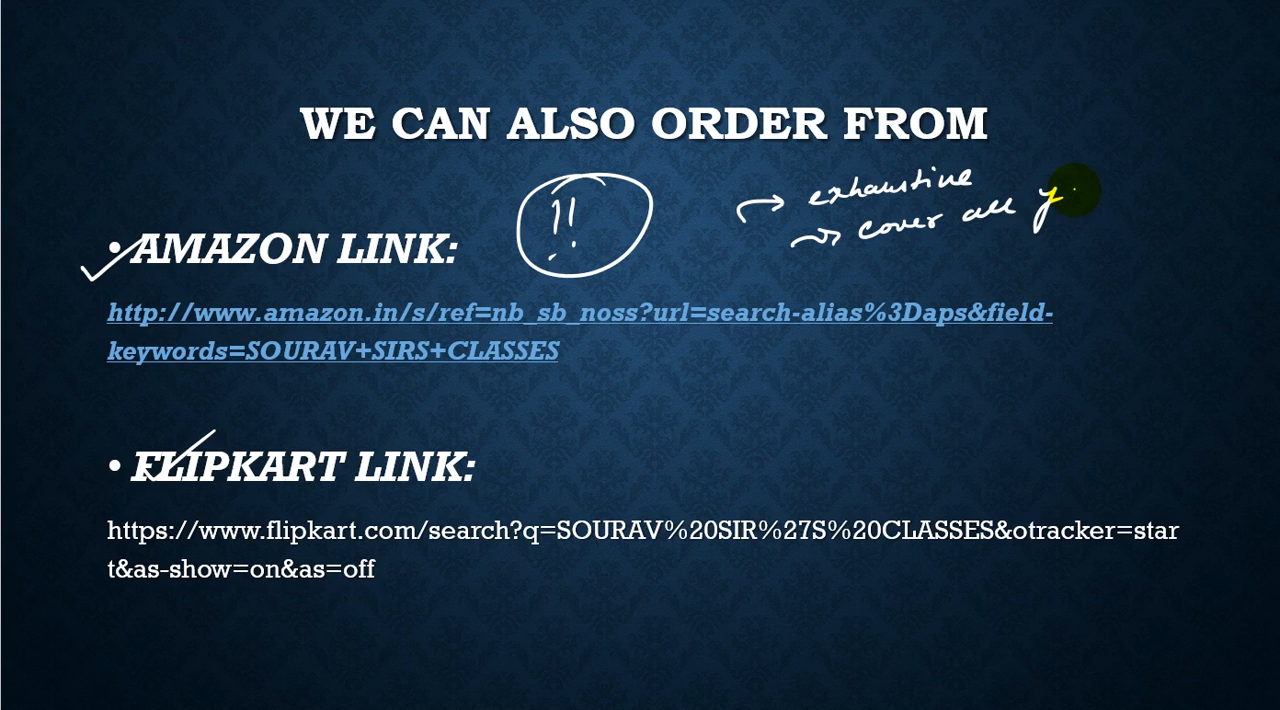 WE CAN ALSO ORDER FROM
!!
→ exhaustive
→ cover all
• AMAZON LINK:
http://www.amazon.in/s/ref=nb_sb_noss?url=search-alias%3Daps&field-
keywords=SOURAV+SIRS+CLASSES
• FLIPKART LINK:
https://www.flipkart.com/search?q=SOURAV%20SIR%27S%20CLASSES&otracker=star
t&as-show=on&as=off